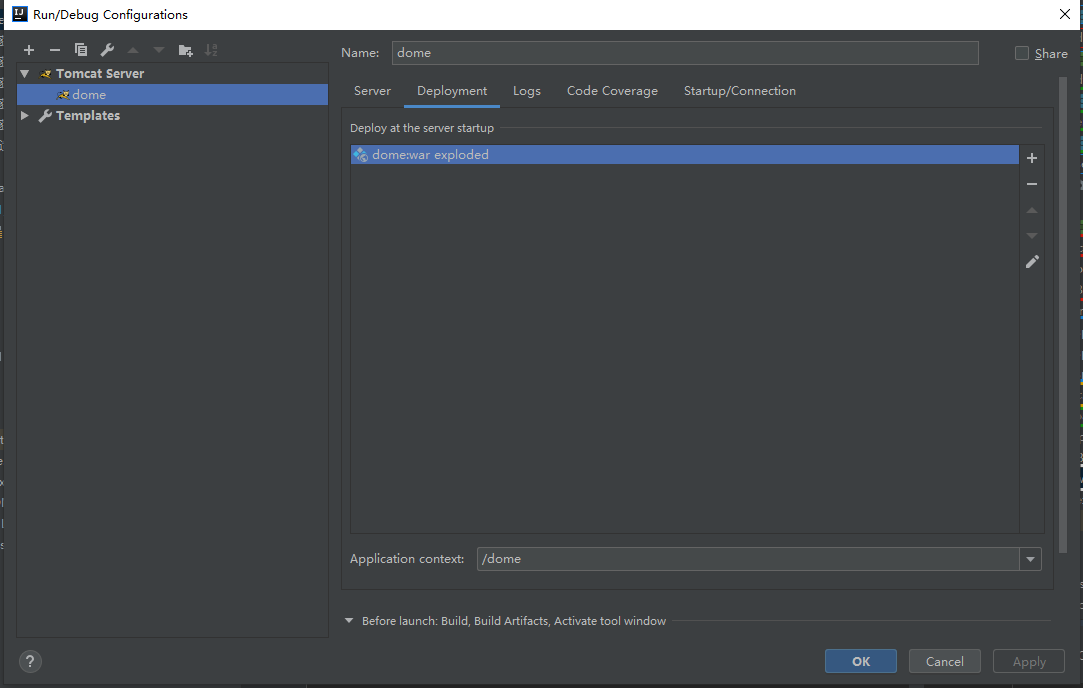 Run/Debug Configurations
Name: dome
Share
Tomcat Server
dome
Templates
Server Deployment Logs Code Coverage Startup/Connection
Deploy at the server startup
dome:war exploded
Application context: /dome
Before launch: Build, Build Artifacts, Activate tool window
? OK Cancel Apply